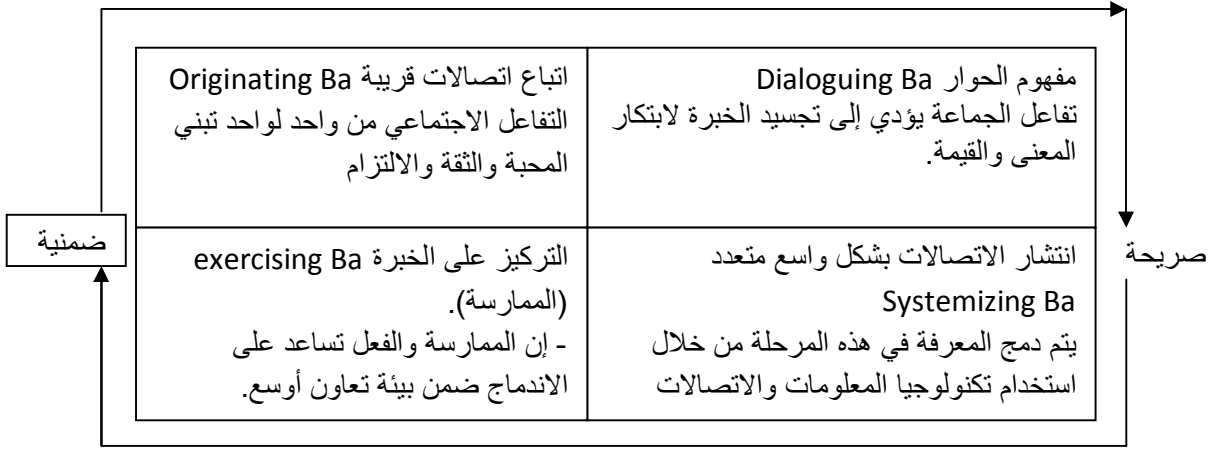 مفهوم الحوار Dialoguing Ba
تفاعل الجماعة يؤدي إلى تجسيد الخبرة لابتكار
المعنى والقيمة.
اتباع اتصالات قريبة Originating Ba
التفاعل الاجتماعي من واحد لواحد تبني
المحبة والثقة والالتزام
صريحة
ضمنية
انتشار الاتصالات بشكل واسع متعدد
Systemizing Ba
يتم دمج المعرفة في هذه المرحلة من خلال
استخدام تكنولوجيا المعلومات والاتصالات
التركيز على الخبرة exercising Ba
(الممارسة).
- إن الممارسة والفعل تساعد على
الاندماج ضمن بيئة تعاون أوسع.